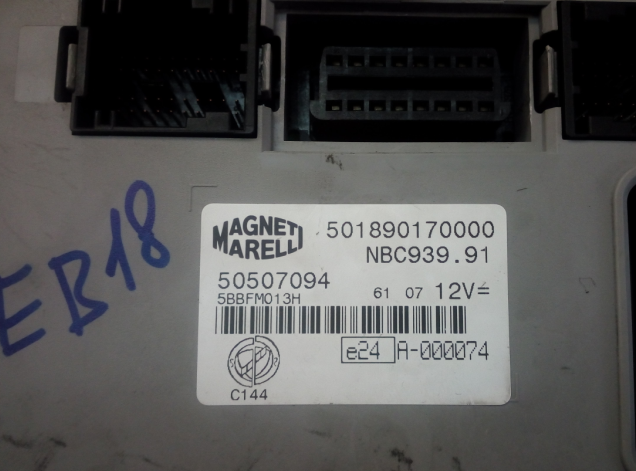 EB18
MAGNETI
MARELLI
501890170000
NBC939.91
50507094
5BBFM013H
61 07 12V=
e24 A-000074
C144